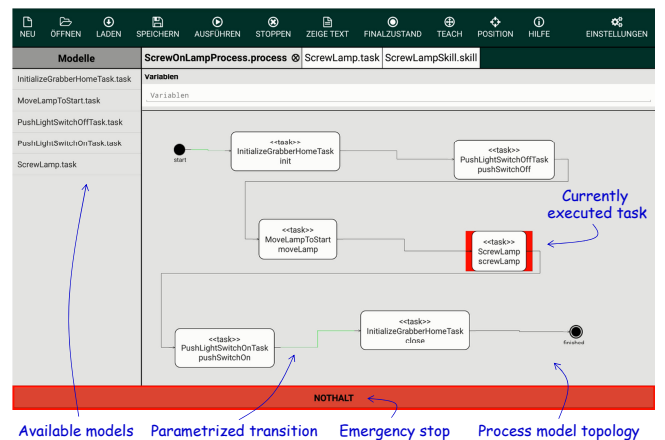 NEU ÖFFNEN LADEN SPEICHERN AUSFÜHREN STOPPEN ZEIGE TEXT FINALZUSTAND TEACH POSITION HILFE EINSTELLUNGEN
Modelle
ScrewOnLampProcess.process ScrewLamp.task ScrewLampSkill.skill
InitializeGrabberHomeTask.task
MoveLampToStart.task
PushLightSwitchOffTask.task
PushLightSwitchOnTask.task
ScrewLamp.task
Variablen
Variablen
start
<<task>>
InitializeGrabberHomeTask
init
<<task>>
PushLightSwitchOffTask
pushSwitchOff
Currently
executed task
<<task>>
MoveLampToStart
moveLamp
<<task>>
ScrewLamp
screwLamp
<<task>>
PushLightSwitchOnTask
pushSwitchOn
<<task>>
InitializeGrabberHomeTask
close
finished
NOTHALT
Available models
Parametrized transition
Emergency stop
Process model topology